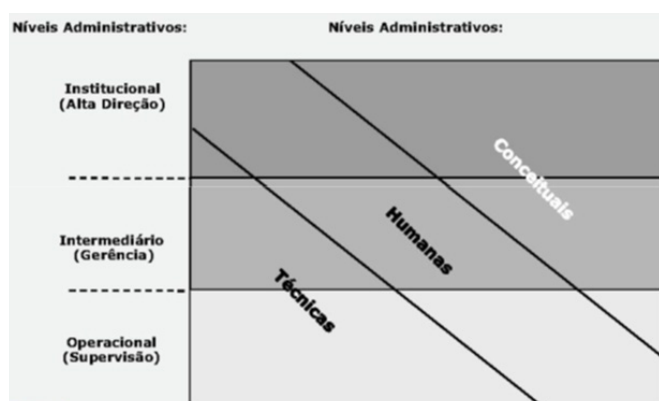 Níveis Administrativos:
Níveis Administrativos:
Institucional
(Alta Direção)
Conceituais
Humanas
Intermediário
(Gerência)
Técnicas
Operacional
(Supervisão)